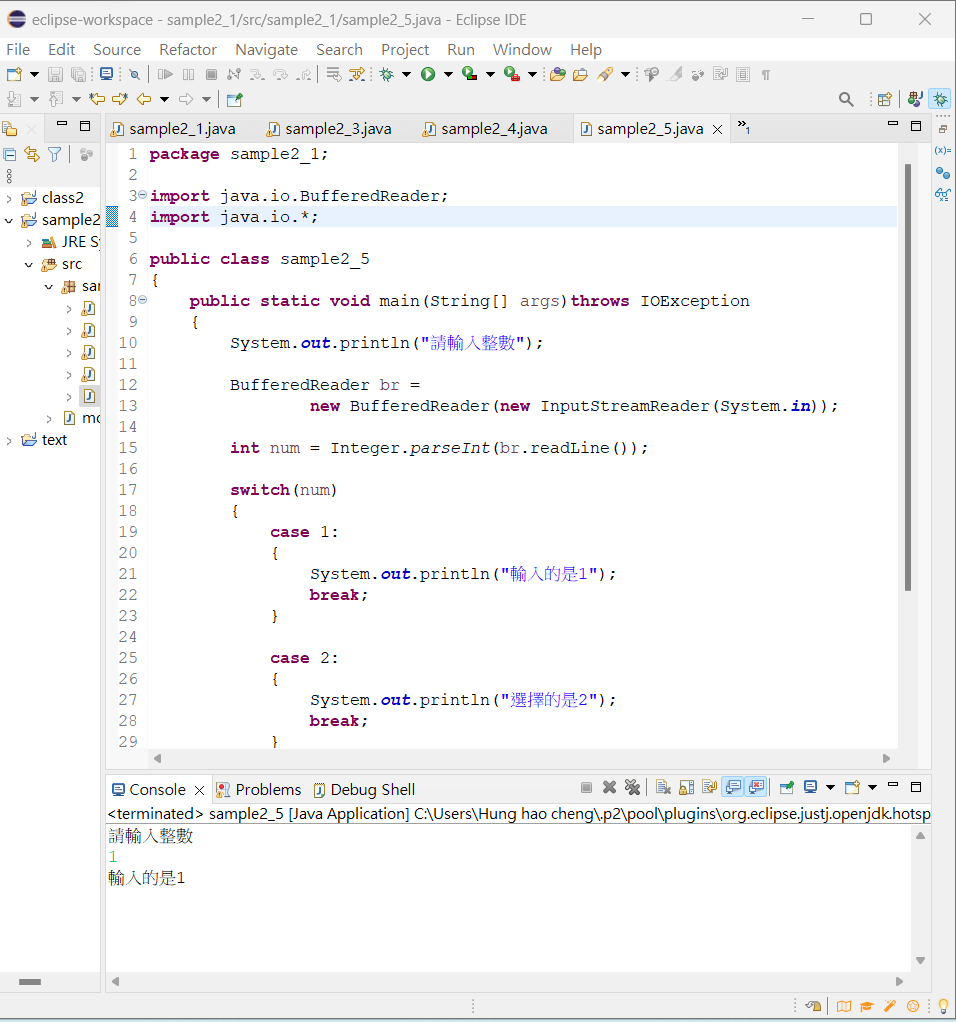 eclipse-workspace - sample2_1/src/sample2_1/sample2_5.java - Eclipse IDE
File Edit Source Refactor Navigate Search Project Run Window Help
sample2_1.java sample2_3.java sample2_4.java sample2_5.java »1
class2
sample2
JRE Sy
src
sar
mo
text
1 package sample2_1;
2
3 import java.io.BufferedReader;
4 import java.io.*;
5
6 public class sample2_5
7 {
8 public static void main(String[] args)throws IOException
9 {
10 System.out.println("請輸入整數");
11
12 BufferedReader br =
13 new BufferedReader(new InputStreamReader(System.in));
14
15 int num = Integer.parseInt(br.readLine());
16
17 switch(num)
18 {
19 case 1:
20 {
21 System.out.println("輸入的是1");
22 break;
23 }
24
25 case 2:
26 {
27 System.out.println("選擇的是2");
28 break;
29 }
Console Problems Debug Shell
<terminated> sample2_5 [Java Application] C:\Users\Hung hao cheng\.p2\pool\plugins\org.eclipse.justj.openjdk.hotsp
請輸入整數
1
輸入的是1